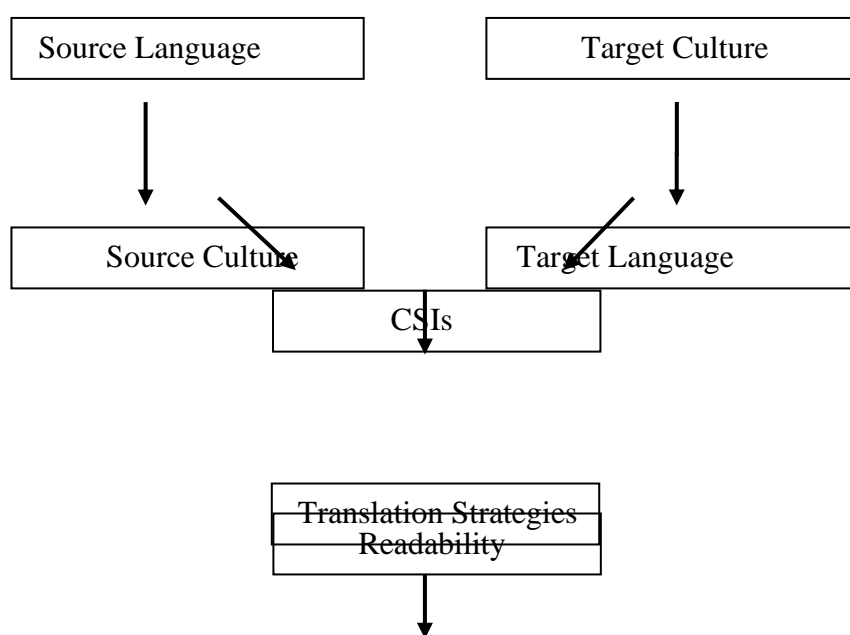 Source Language
Target Culture
Source Culture
Target Language
CSIs
Translation Strategies
Readability